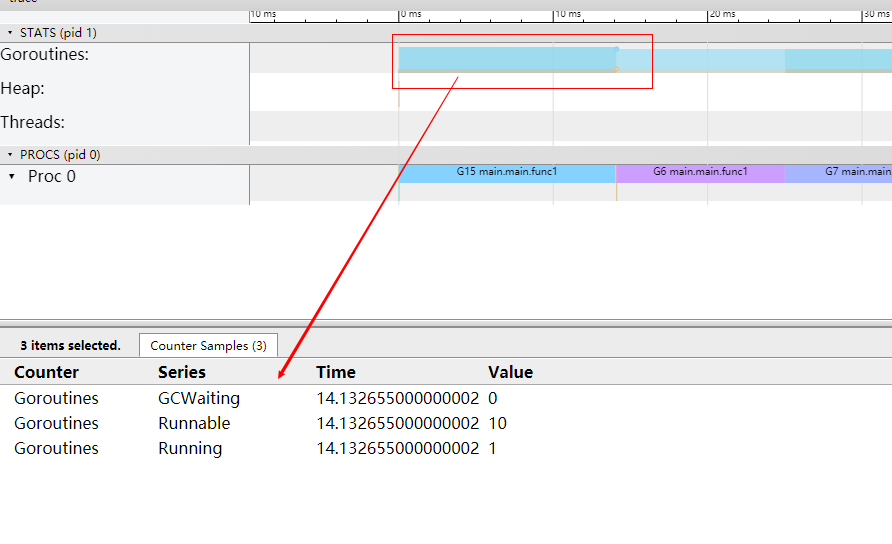 trace
10 ms 0 ms 10 ms 20 ms 30 ms
STATS (pid 1)
Goroutines:
Heap:
Threads:
PROCS (pid 0)
Proc 0
G15 main.main.func1 G6 main.main.func1 G7 main.main
3 items selected. Counter Samples (3)
Counter Series Time Value
Goroutines GCWaiting 14.132655000000002 0
Goroutines Runnable 14.132655000000002 10
Goroutines Running 14.132655000000002 1